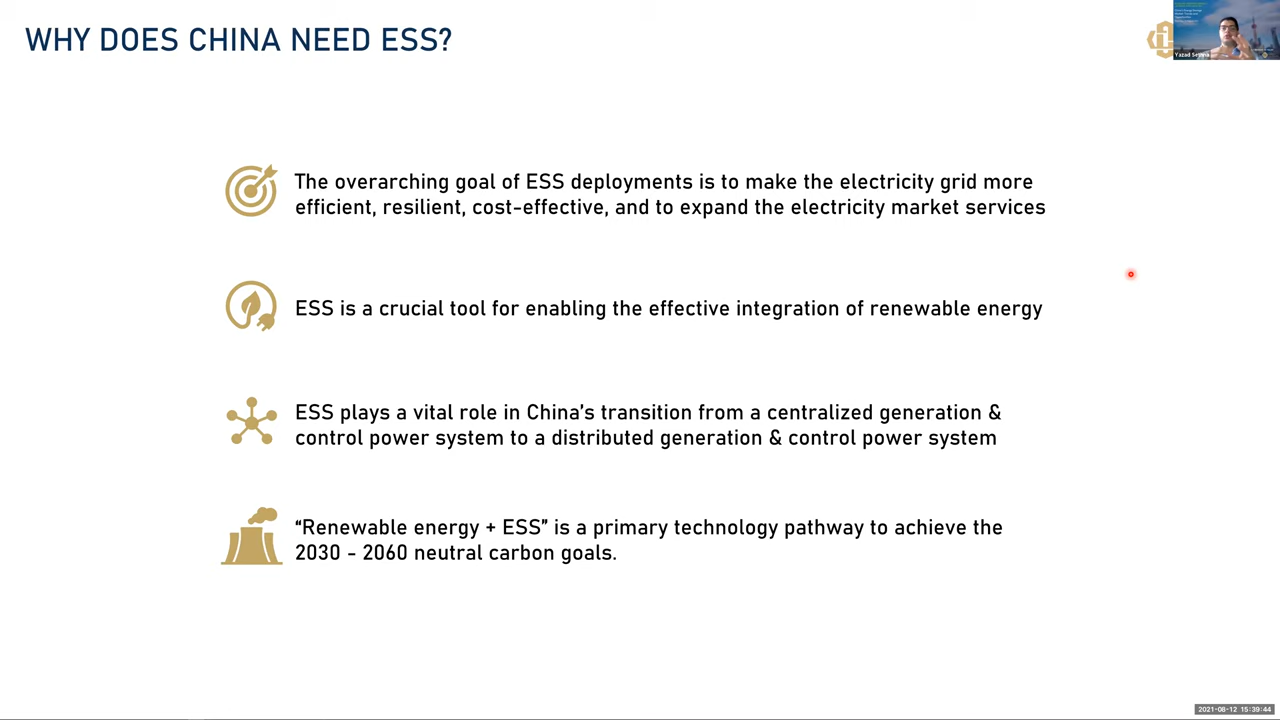 WHY DOES CHINA NEED ESS?
The overarching goal of ESS deployments is to make the electricity grid more
efficient, resilient, cost-effective, and to expand the electricity market services
ESS is a crucial tool for enabling the effective integration of renewable energy
ESS plays a vital role in China’s transition from a centralized generation &
control power system to a distributed generation & control power system
“Renewable energy + ESS” is a primary technology pathway to achieve the
2030 - 2060 neutral carbon goals.
Yazad
2021-08-12 15:39:44